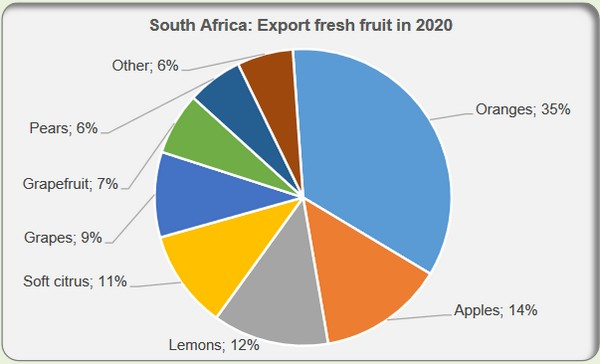 South Africa: Export fresh fruit in 2020
Other; 6%
Oranges; 35%
Pears; 6%
Grapefruit; 7%
Grapes; 9%
Soft citrus; 11%
Apples; 14%
Lemons; 12%